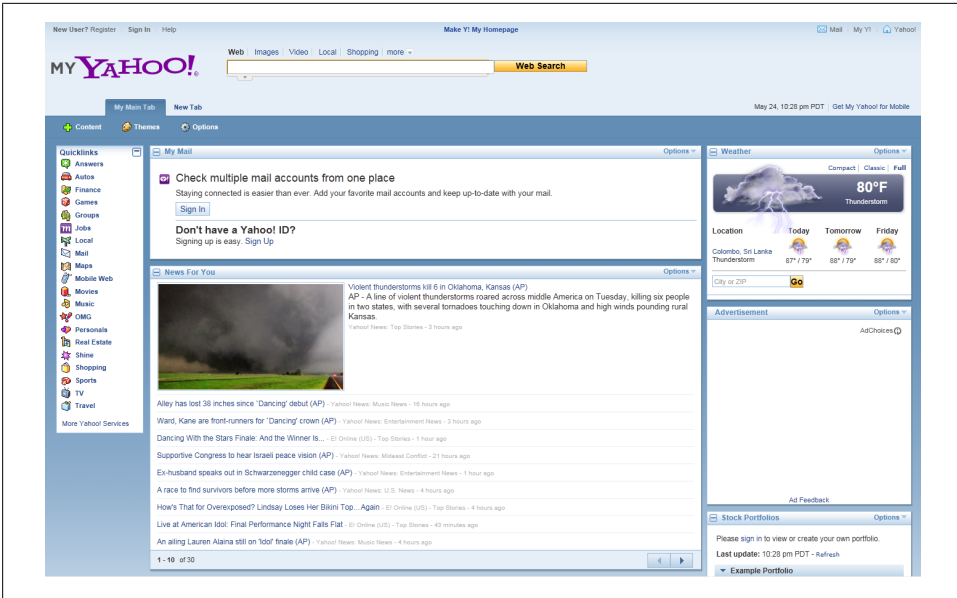 New User? Register Sign In Help
Make Y! My Homepage
Mail My Y! Yahoo!
MY YAHOO!®
Web Images Video Local Shopping more
Web Search
My Main Tab New Tab
May 24, 10:28 pm PDT Get My Yahoo! for Mobile
Content Themes Options
Quicklinks
Answers
Autos
Finance
Games
Groups
Jobs
Local
Mail
Maps
Mobile Web
Movies
Music
OMG
Personals
Real Estate
Shine
Shopping
Sports
TV
Travel
More Yahoo! Services
My Mail Options
Check multiple mail accounts from one place
Staying connected is easier than ever. Add your favorite mail accounts and keep up-to-date with your mail.
Sign In
Don't have a Yahoo! ID?
Signing up is easy. Sign Up
News For You Options
Violent thunderstorms kill 6 in Oklahoma, Kansas (AP)
AP - A line of violent thunderstorms roared across middle America on Tuesday, killing six people
in two states, with several tornadoes touching down in Oklahoma and high winds pounding rural
Kansas.
Yahoo! News: Top Stories - 3 hours ago
Alley has lost 38 inches since `Dancing' debut (AP) - Yahoo! News: Music News - 16 hours ago
Ward, Kane are front-runners for `Dancing' crown (AP) - Yahoo! News: Entertainment News - 3 hours ago
Dancing With the Stars Finale: And the Winner Is... - E! Online (US) - Top Stories - 1 hour ago
Supportive Congress to hear Israeli peace vision (AP) - Yahoo! News: Mideast Conflict - 21 hours ago
Ex-husband speaks out in Schwarzenegger child case (AP) - Yahoo! News: Entertainment News - 1 hour ago
A race to find survivors before more storms arrive (AP) - Yahoo! News: U.S. News - 4 hours ago
How's That for Overexposed? Lindsay Loses Her Bikini Top...Again - E! Online (US) - Top Stories - 4 hours ago
Live at American Idol: Final Performance Night Falls Flat - E! Online (US) - Top Stories - 43 minutes ago
An ailing Lauren Alaina still on 'Idol' finale (AP) - Yahoo! News: Music News - 4 hours ago
1 - 10 of 30
Weather Options
Compact Classic Full
80°F
Thunderstorm
Location Today Tomorrow Friday
Colombo, Sri Lanka
Thunderstorm 87° / 79° 88° / 79° 88° / 80°
City or ZIP Go
Advertisement Options
AdChoices
Ad Feedback
Stock Portfolios Options
Please sign in to view or create your own portfolio.
Last update: 10:28 pm PDT - Refresh
Example Portfolio